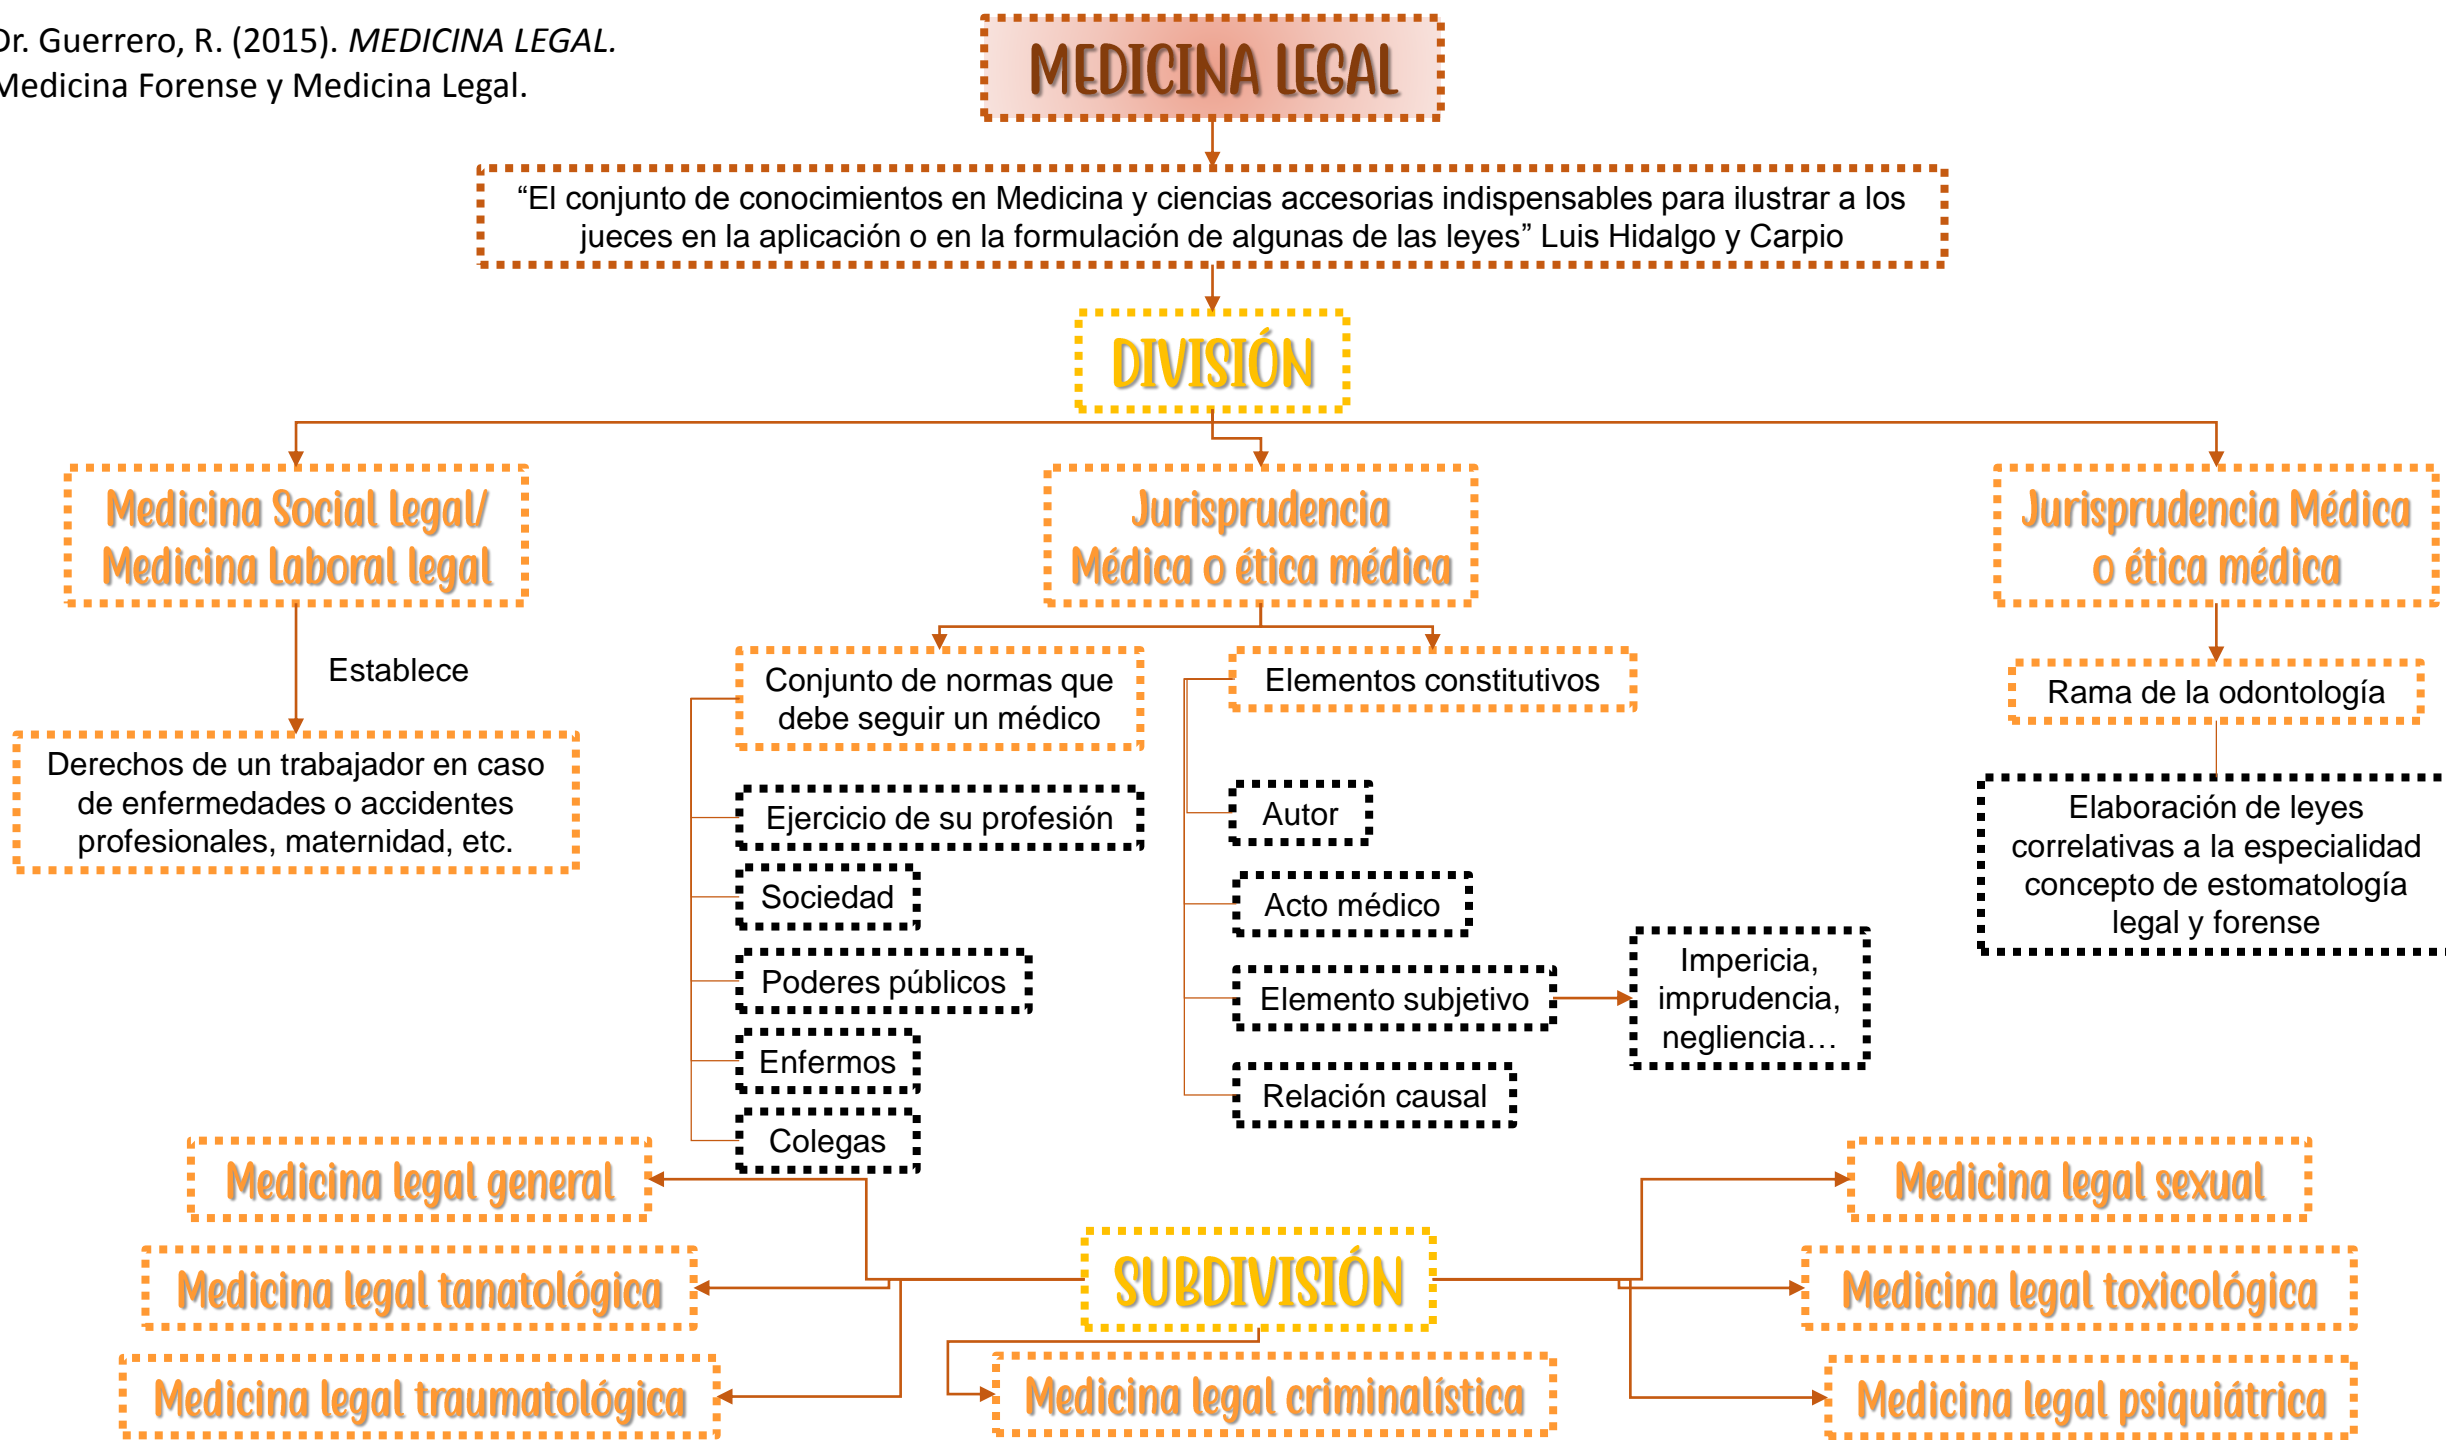 Dr. Guerrero, R. (2015). MEDICINA LEGAL.
Medicina Forense y Medicina Legal.
MEDICINA LEGAL
“El conjunto de conocimientos en Medicina y ciencias accesorias indispensables para ilustrar a los
jueces en la aplicación o en la formulación de algunas de las leyes” Luis Hidalgo y Carpio
DIVISIÓN
Medicina Social Legal/
Medicina Laboral legal
Establece
Derechos de un trabajador en caso
de enfermedades o accidentes
profesionales, maternidad, etc.
Jurisprudencia
Médica o ética médica
Conjunto de normas que
debe seguir un médico
Ejercicio de su profesión
Sociedad
Poderes públicos
Enfermos
Colegas
Elementos constitutivos
Autor
Acto médico
Elemento subjetivo
Impericia,
imprudencia,
negliencia…
Relación causal
Jurisprudencia Médica
o ética médica
Rama de la odontología
Elaboración de leyes
correlativas a la especialidad
concepto de estomatología
legal y forense
SUBDIVISIÓN
Medicina legal general
Medicina legal tanatológica
Medicina legal traumatológica
Medicina legal criminalística
Medicina legal sexual
Medicina legal toxicológica
Medicina legal psiquiátrica